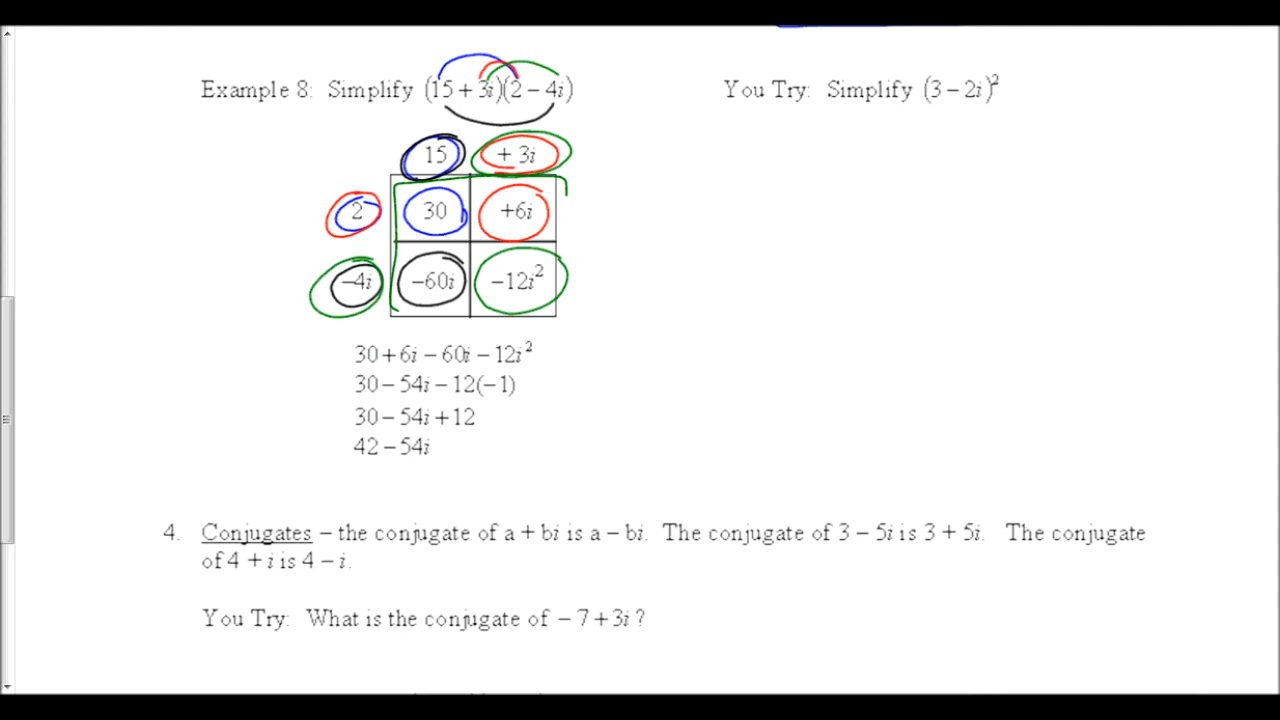 Example 8:  Simplify (15 + 3i)(2 − 4i)
You Try:  Simplify (3 − 2i)²
15 + 3i
2 30 +6i
−4i −60i −12i²
30 + 6i − 60i − 12i²
30 − 54i − 12(−1)
30 − 54i + 12
42 − 54i
4. Conjugates – the conjugate of a + bi is a − bi.  The conjugate of 3 − 5i is 3 + 5i.  The conjugate
of 4 + i is 4 − i.
You Try:  What is the conjugate of − 7 + 3i ?